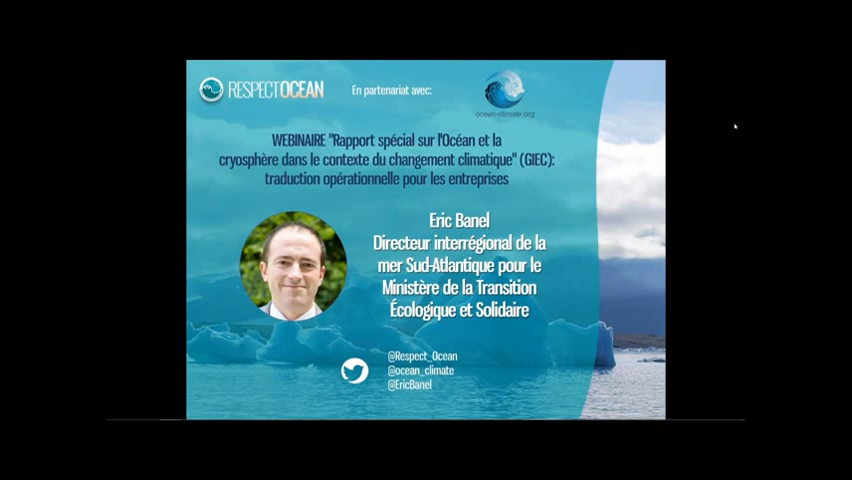 RESPECTOCEAN
En partenariat avec:
ocean-climate.org
WEBINAIRE "Rapport spécial sur l'Océan et la
cryosphère dans le contexte du changement climatique" (GIEC):
traduction opérationnelle pour les entreprises
Eric Banel
Directeur interrégional de la
mer Sud-Atlantique pour le
Ministère de la Transition
Écologique et Solidaire
@Respect_Ocean
@ocean_climate
@EricBanel